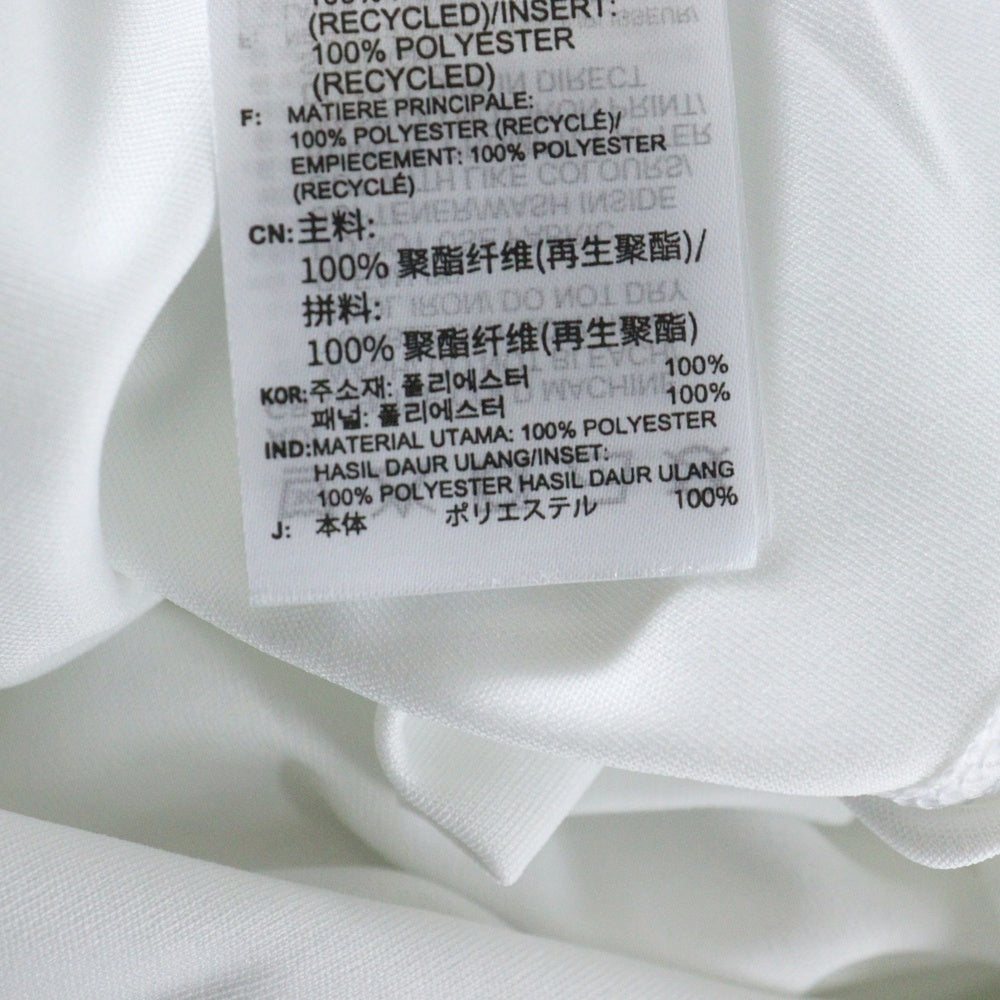 100%
(RECYCLED)/INSERT:
100% POLYESTER
(RECYCLED)
F: MATIERE PRINCIPALE:
100% POLYESTER (RECYCLÉ)/
EMPIECEMENT: 100% POLYESTER
(RECYCLÉ)
CN: 主料:
100% 聚酯纤维(再生聚酯)/
拼料:
100% 聚酯纤维(再生聚酯)
KOR: 주소재: 폴리에스터 100%
패널: 폴리에스터 100%
IND: MATERIAL UTAMA: 100% POLYESTER
HASIL DAUR ULANG/INSET:
100% POLYESTER HASIL DAUR ULANG
J: 本体 ポリエステル 100%